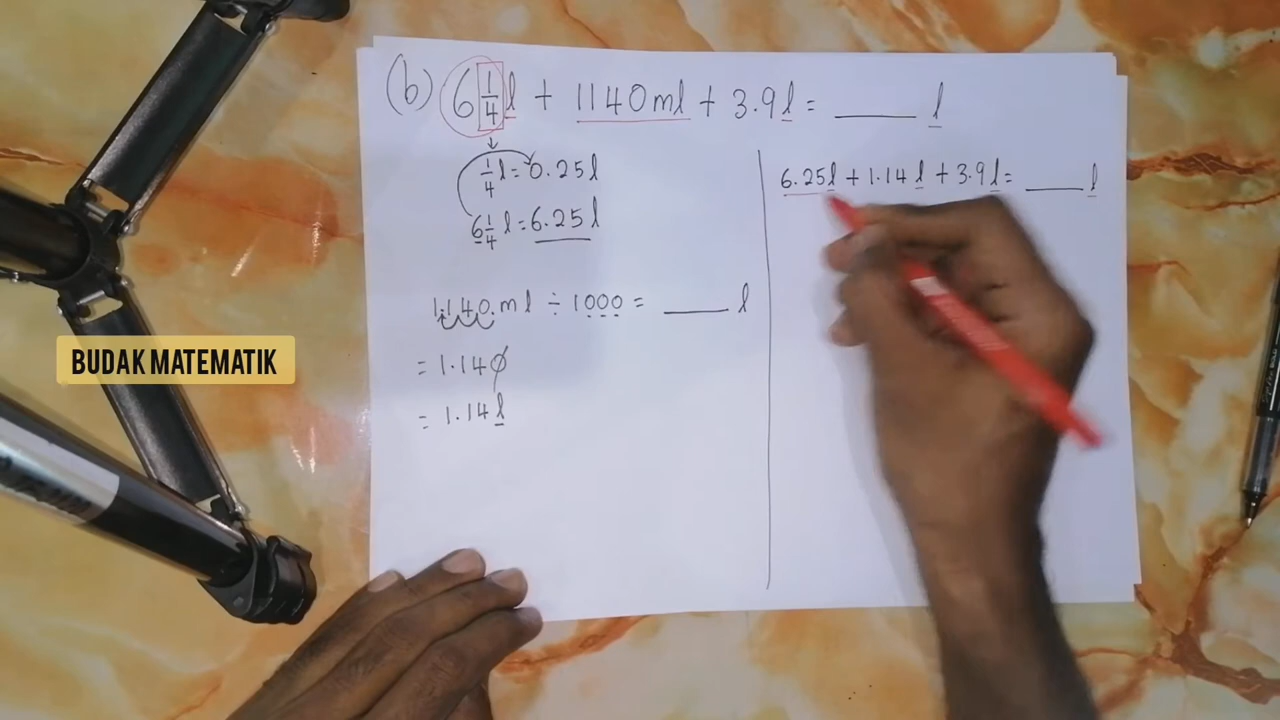 (b) 6 1/4 l + 1140 ml + 3.9 l = ____ l
1/4 l = 0.25 l
6 1/4 l = 6.25 l
1140. ml ÷ 1000 = ____ l
= 1.140
= 1.14 l
6.25 l + 1.14 l + 3.9 l = ____ l
BUDAK MATEMATIK